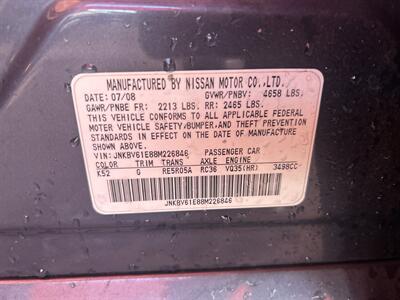 MANUFACTURED BY NISSAN MOTOR CO.,LTD.
DATE: 07/08 GVWR/PNBV: 4658 LBS.
GAWR/PNBE FR: 2213 LBS. RR: 2465 LBS.
THIS VEHICLE CONFORMS TO ALL APPLICABLE FEDERAL
MOTOR VEHICLE SAFETY,BUMPER,AND THEFT PREVENTION
STANDARDS IN EFFECT ON THE DATE OF MANUFACTURE
SHOWN ABOVE.
VIN: JNKBV61E88M226846 PASSENGER CAR
COLOR TRIM TRANS AXLE ENGINE
K52 G RE5R05A RC36 VQ35(HR) 3498CC
JNKBV61E88M226846